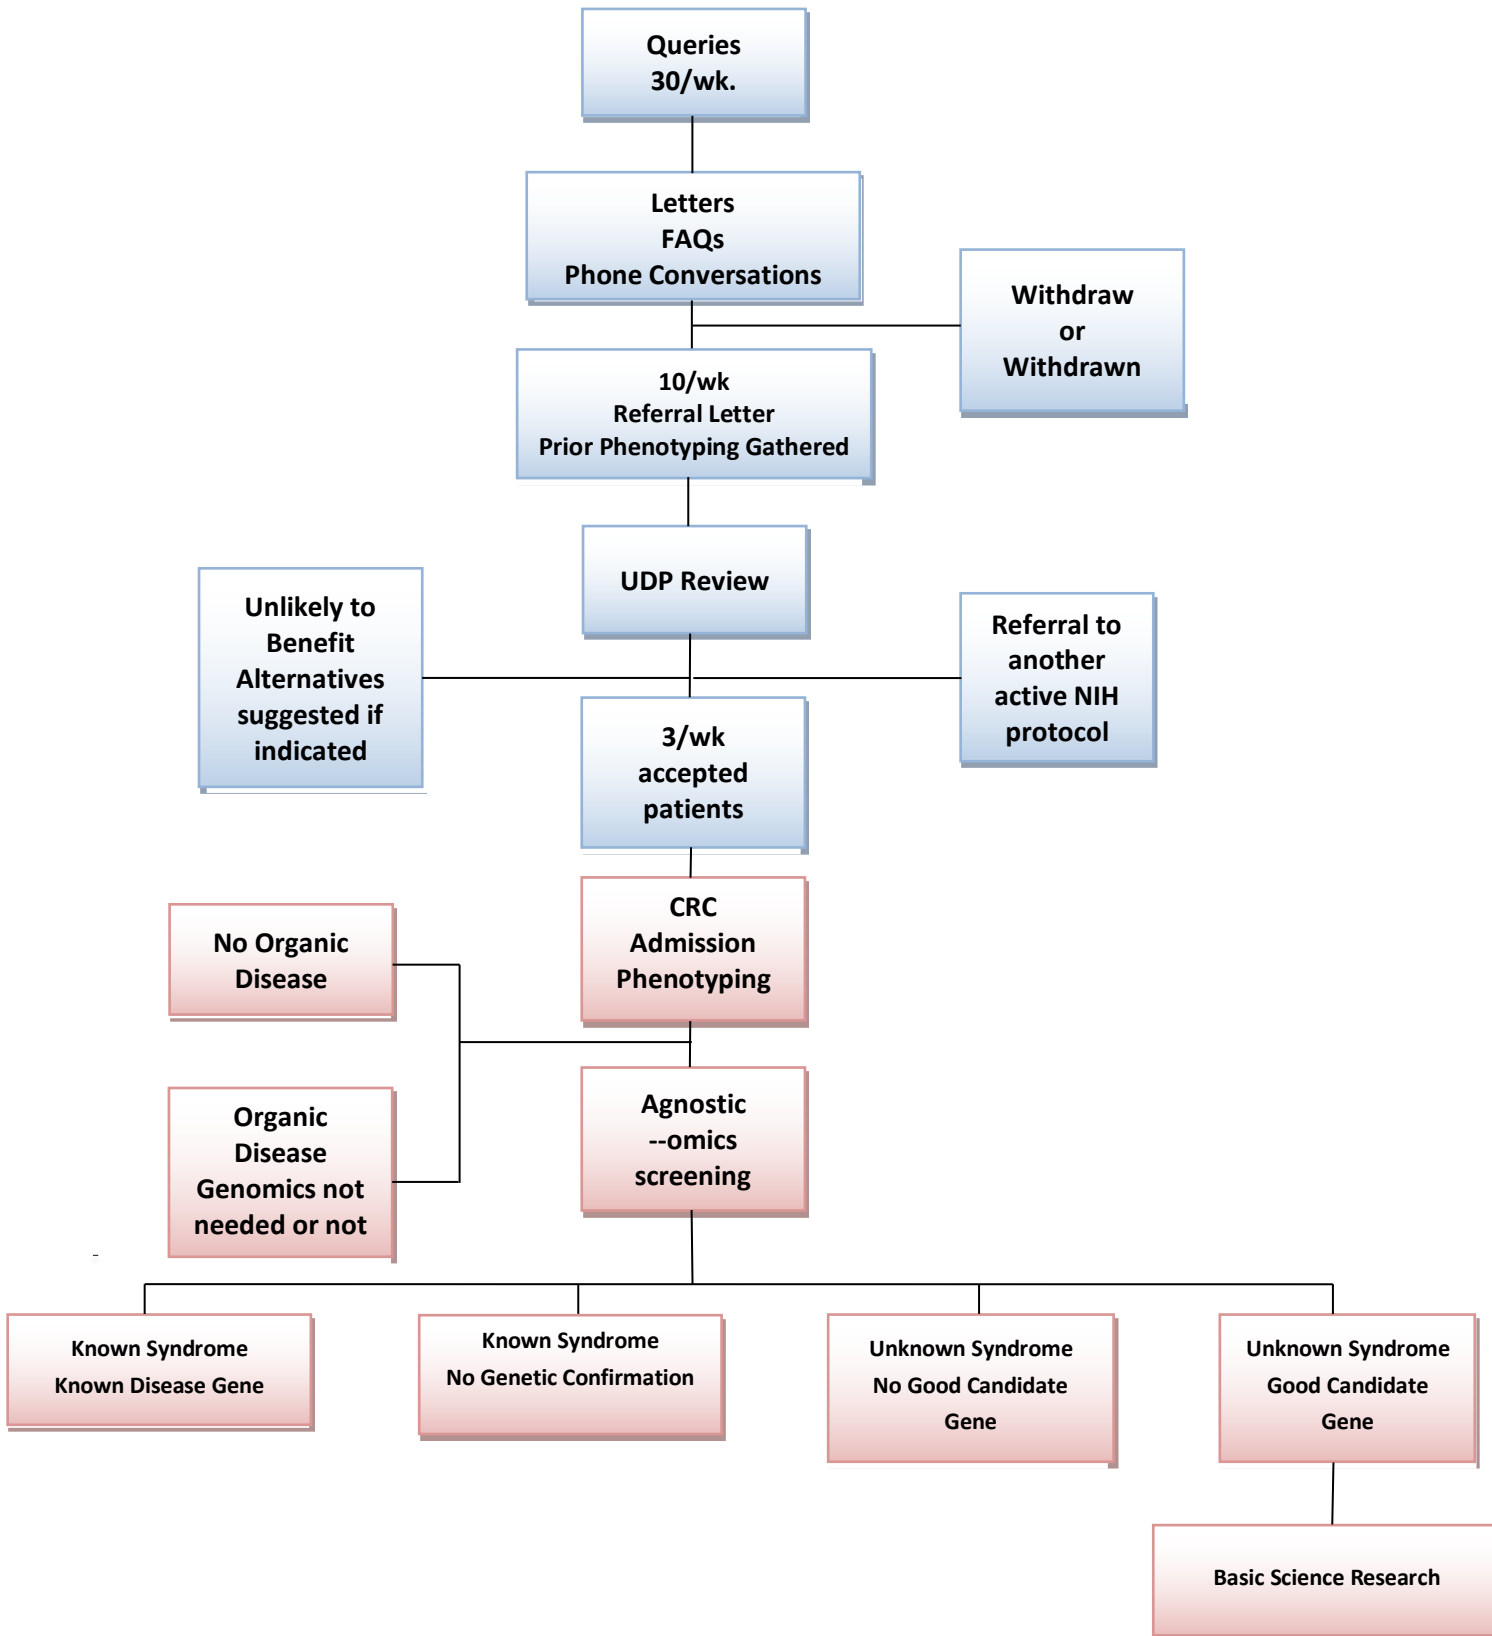 Queries
30/wk.
Letters
FAQs
Phone Conversations
Withdraw
or
Withdrawn
10/wk
Referral Letter
Prior Phenotyping Gathered
UDP Review
Unlikely to
Benefit
Alternatives
suggested if
indicated
Referral to
another
active NIH
protocol
3/wk
accepted
patients
CRC
Admission
Phenotyping
No Organic
Disease
Organic
Disease
Genomics not
needed or not
Agnostic
--omics
screening
Known Syndrome
Known Disease Gene
Known Syndrome
No Genetic Confirmation
Unknown Syndrome
No Good Candidate
Gene
Unknown Syndrome
Good Candidate
Gene
Basic Science Research